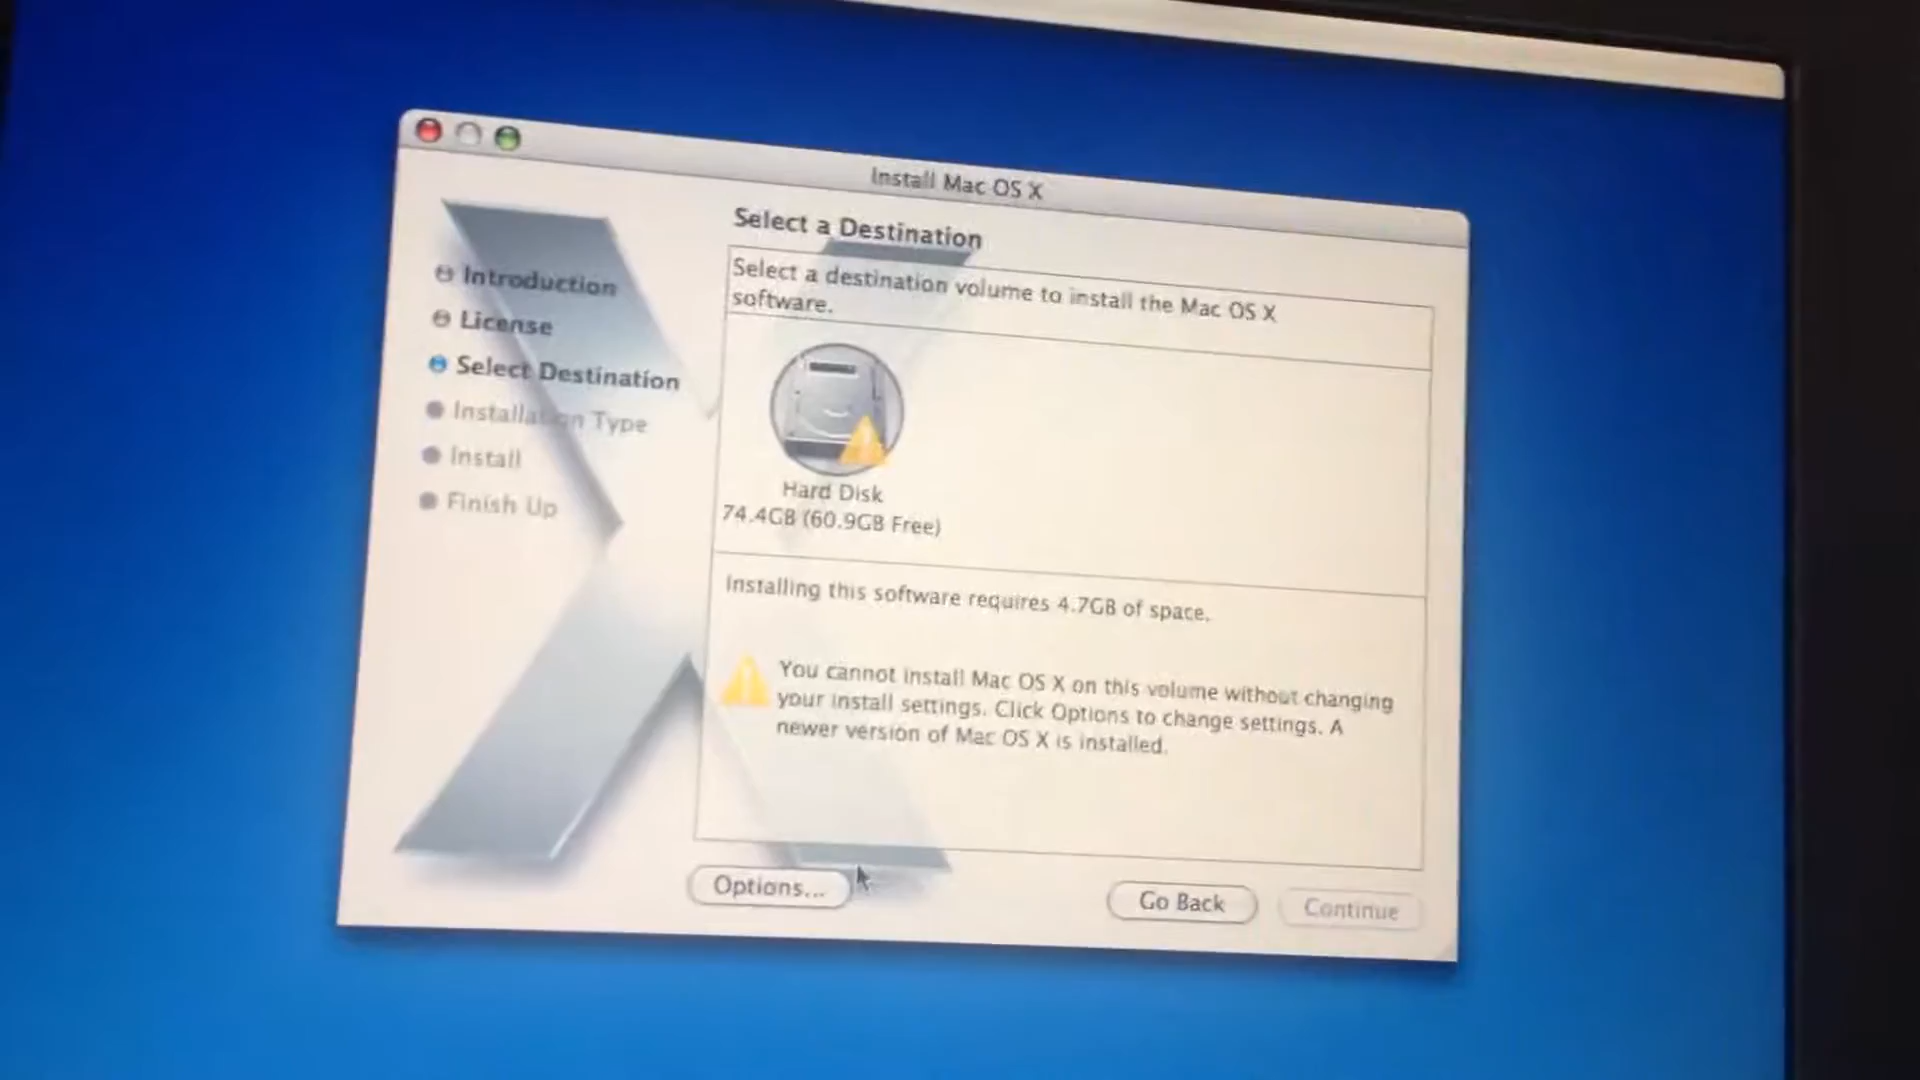 Install Mac OS X
Select a Destination
Introduction
License
Select Destination
Installation Type
Install
Finish Up
Select a destination volume to install the Mac OS X
software.
Hard Disk
74.4GB (60.9GB Free)
Installing this software requires 4.7GB of space.
You cannot install Mac OS X on this volume without changing
your install settings. Click Options to change settings. A
newer version of Mac OS X is installed.
Options...
Go Back
Continue